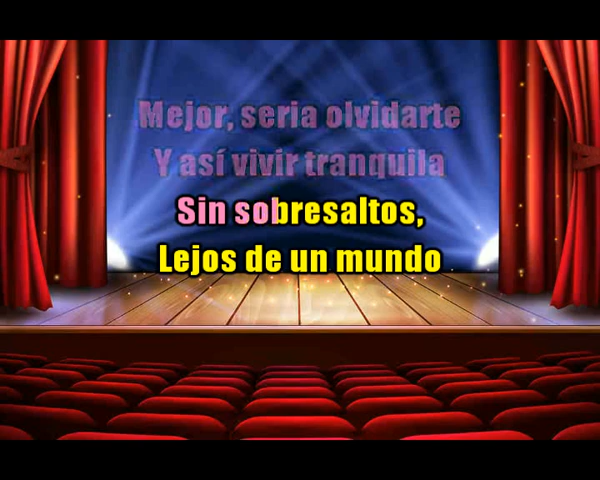 Mejor, seria olvidarte
Y así vivir tranquila
Sin sobresaltos,
Lejos de un mundo